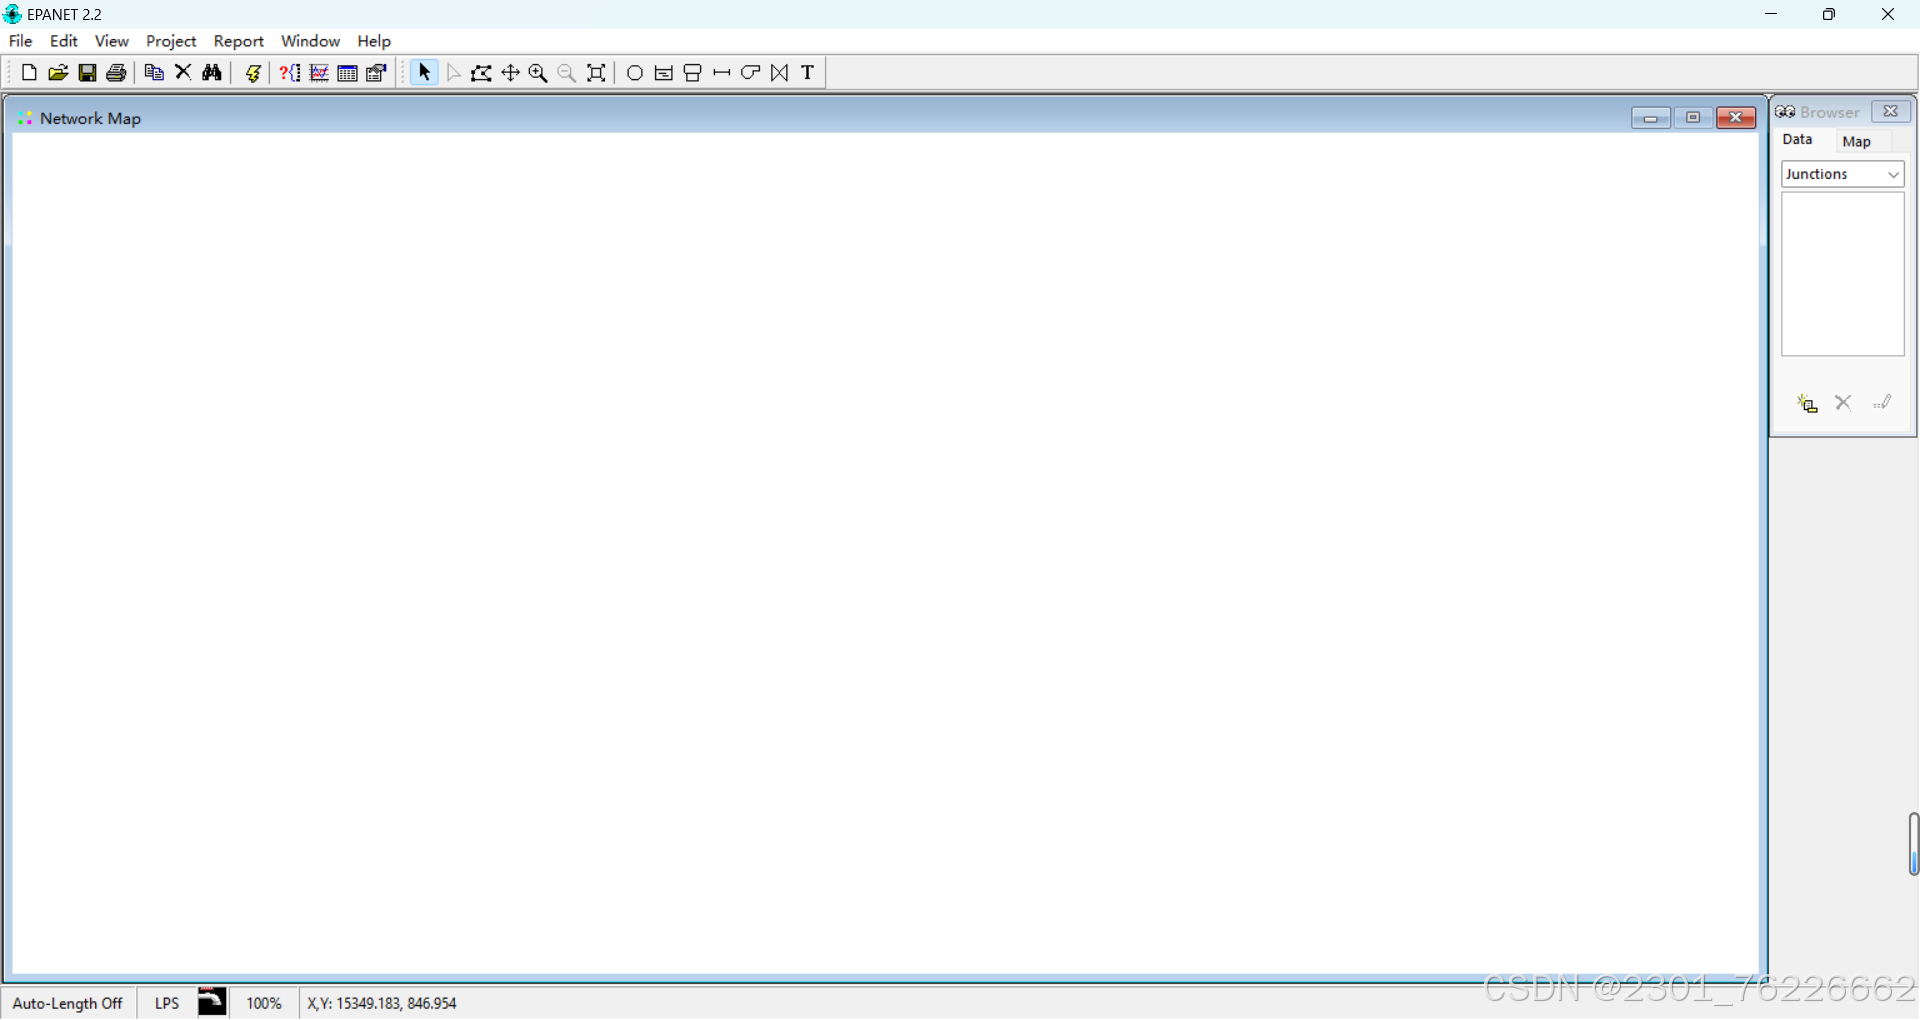 EPANET 2.2
File Edit View Project Report Window Help
T
Network Map
Browser
Data Map
Junctions
Auto-Length Off LPS 100% X,Y: 15349.183, 846.954
CSDN @2301_76226662